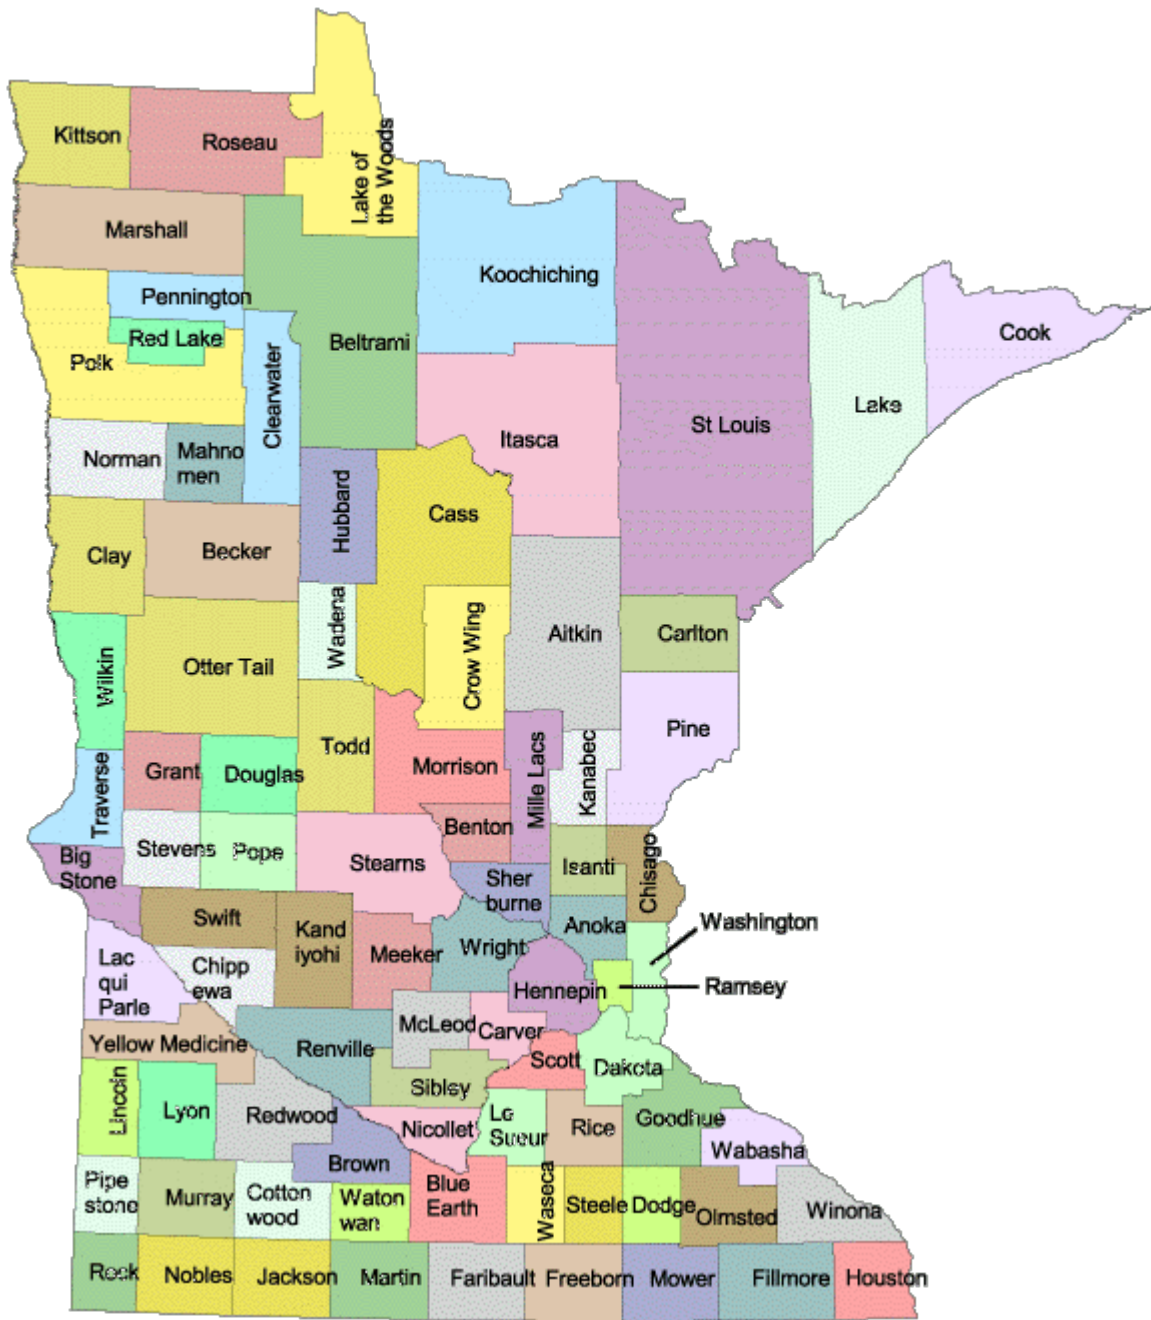 Kittson
Roseau
Lake of
the Woods
Marshall
Koochiching
Pennington
Red Lake
Polk
Beltrami
Clearwater
Cook
Lake
St Louis
Itasca
Norman
Mahno
men
Hubbard
Cass
Clay
Becker
Wadena
Crow Wing
Aitkin
Carlton
Wilkin
Otter Tail
Pine
Todd
Morrison
Mille Lacs
Kanabec
Traverse
Grant
Douglas
Benton
Stevens
Pope
Stearns
Isanti
Chisago
Big
Stone
Sher
burne
Swift
Kand
iyohi
Meeker
Wright
Anoka
Washington
Lac
qui
Parle
Chipp
ewa
Hennepin
Ramsey
McLeod
Carver
Yellow Medicine
Renville
Scott
Dakota
Sibley
Lincoln
Lyon
Redwood
Nicollet
Le
Sueur
Rice
Goodhue
Wabasha
Brown
Pipe
stone
Murray
Cotton
wood
Waton
wan
Blue
Earth
Waseca
Steele
Dodge
Olmsted
Winona
Rock
Nobles
Jackson
Martin
Faribault
Freeborn
Mower
Fillmore
Houston